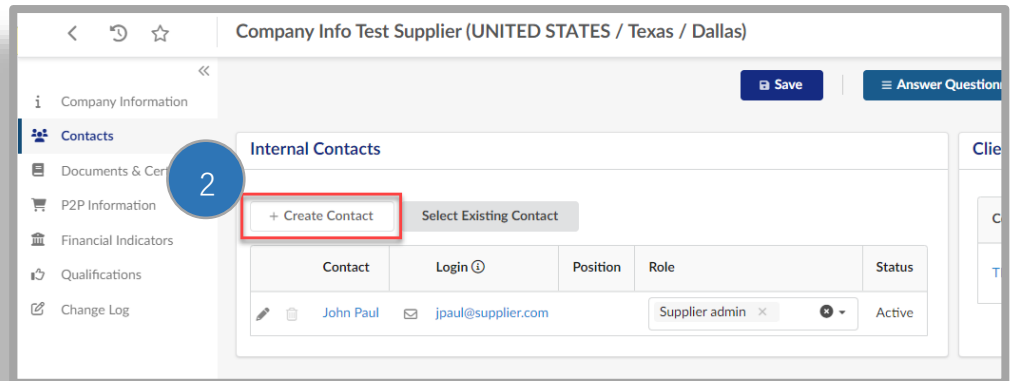 Company Info Test Supplier (UNITED STATES / Texas / Dallas)
Save
Answer Question
Company Information
Contacts
Documents & Cer
P2P Information
Financial Indicators
Qualifications
Change Log
2
Internal Contacts
+ Create Contact
Select Existing Contact
Contact Login Position Role Status
John Paul jpaul@supplier.com Supplier admin × Active
Clie
C